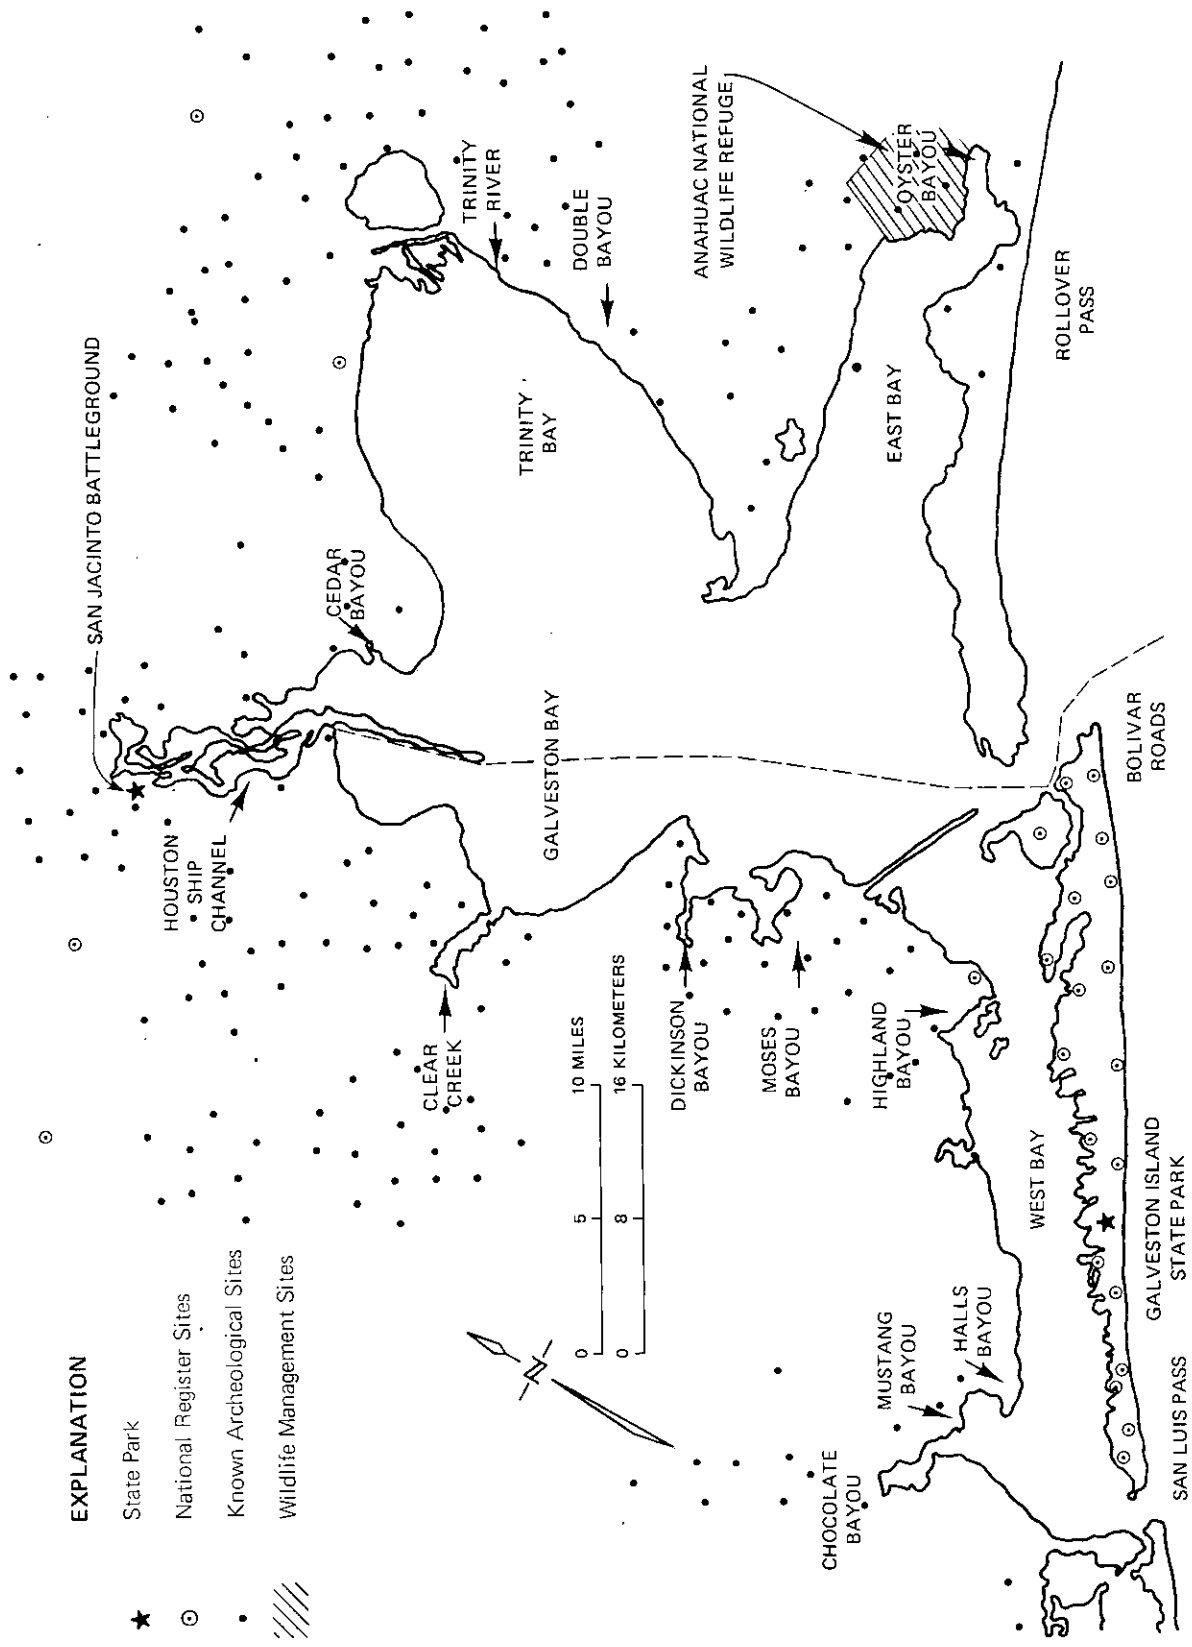 EXPLANATION
State Park
National Register Sites
Known Archeological Sites
Wildlife Management Sites
SAN JACINTO BATTLEGROUND
HOUSTON
SHIP
CHANNEL
CEDAR
BAYOU
TRINITY
RIVER
DOUBLE
BAYOU
TRINITY
BAY
ANAHUAC NATIONAL
WILDLIFE REFUGE
OYSTER
BAYOU
EAST BAY
ROLLOVER
PASS
CLEAR
CREEK
GALVESTON BAY
N
0 5 10 MILES
0 8 16 KILOMETERS
DICKINSON
BAYOU
MOSES
BAYOU
HIGHLAND
BAYOU
BOLIVAR
ROADS
CHOCOLATE
BAYOU
MUSTANG
BAYOU
HALLS
BAYOU
WEST BAY
SAN LUIS PASS
GALVESTON ISLAND
STATE PARK